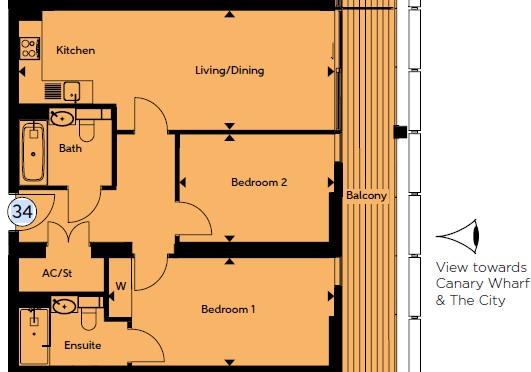 Kitchen
Living/Dining
Bath
Bedroom 2
Balcony
34
View towards
Canary Wharf
& The City
AC/St
W
Bedroom 1
Ensuite